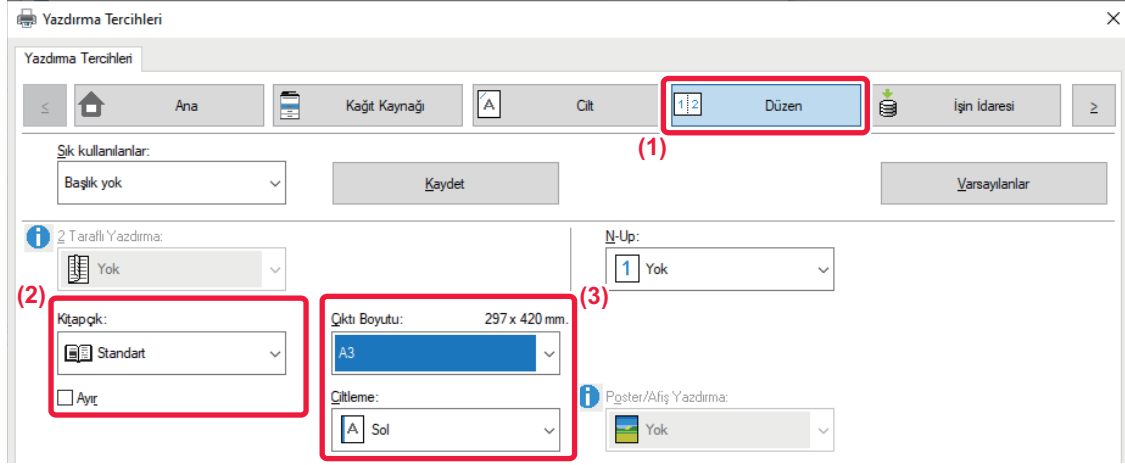 Yazdırma Tercihleri
Yazdırma Tercihleri
< Ana Kağıt Kaynağı A Cilt 1 2 Düzen İşin İdaresi >
(1)
Sık kullanılanlar:
Başlık yok Kaydet Varsayılanlar
2 Taraflı Yazdırma: N-Up:
Yok 1 Yok
(2) (3)
Kitapçık: Çıktı Boyutu: 297 x 420 mm.
Standart A3
Ayır Çiltleme: Poster/Afiş Yazdırma:
A Sol Yok